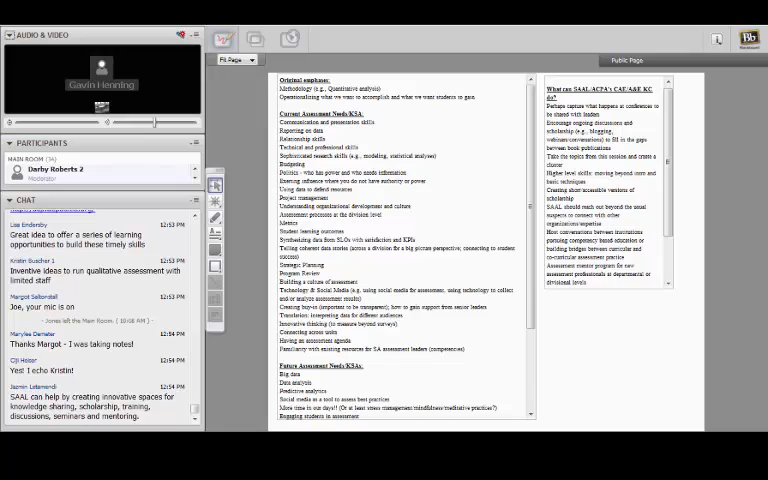 AUDIO & VIDEO
Gavin Henning
PARTICIPANTS
MAIN ROOM (34)
Darby Roberts 2
Moderator
CHAT
Lisa Endersby 12:53 PM
Great idea to offer a series of learning
opportunities to build these timely skills
Kristin Buscher 1 12:53 PM
Inventive ideas to run qualitative assessment with
limited staff
Margot Saltonstall 12:53 PM
Joe, your mic is on
- Jones left the Main Room. ( 10:08 AM ) -
Marylee Demeter 12:54 PM
Thanks Margot - I was taking notes!
12:54 PM
Yes! I echo Kristin!
Jazmin Letamendi 12:54 PM
SAAL can help by creating innovative spaces for
knowledge sharing, scholarship, training,
discussions, seminars and mentoring.
Fit Page
Public Page
Bb
Original emphases:
Methodology (e.g., Quantitative analysis)
Operationalizing what we want to accomplish and what we want students to gain
Current Assessment Needs/KSA:
Communication and presentation skills
Reporting on data
Relationship skills
Technical and professional skills
Sophisticated research skills (e.g., modeling, statistical analyses)
Budgeting
Politics - who has power and who needs information
Exerting influence where you do not have authority or power
Using data to defend resources
Project management
Understanding organizational development and culture
Assessment processes at the division level
Metrics
Student learning outcomes
Synthesizing data from SLOs with satisfaction and KPIs
Telling coherent data stories (across a division for a big picture perspective; connecting to student
success)
Strategic Planning
Program Review
Building a culture of assessment
Technology & Social Media (e.g. using social media for assessment, using technology to collect
and/or analyze assessment results)
Creating buy-in (important to be transparent); how to gain support from senior leaders
Translation: interpreting data for different audiences
Innovative thinking (to measure beyond surveys)
Connecting across units
Having an assessment agenda
Familiarity with existing resources for SA assessment leaders (competencies)
Future Assessment Needs/KSAs:
Big data
Data analysis
Predictive analytics
Social media as a tool to assess best practices
More time in our days!! (Or at least stress management/mindfulness/meditative practices?)
Engaging students in assessment
What can SAAL/ACPA's CAE/A&E KC
do?
Perhaps capture what happens at conferences to
be shared with leaders
Encourage ongoing discussions and
scholarship (e.g., blogging,
webinars/conversations) to fill in the gaps
between book publications
Take the topics from this session and create a
cluster
Higher level skills: moving beyond intro and
basic techniques
Creating short/accessible versions of
scholarship
SAAL should reach out beyond the usual
suspects to connect with other
organizations/expertise
Host conversations between institutions
pursuing competency based education or
building bridges between curricular and
co-curricular assessment practice
Assessment mentor program for new
assessment professionals at departmental or
divisional levels